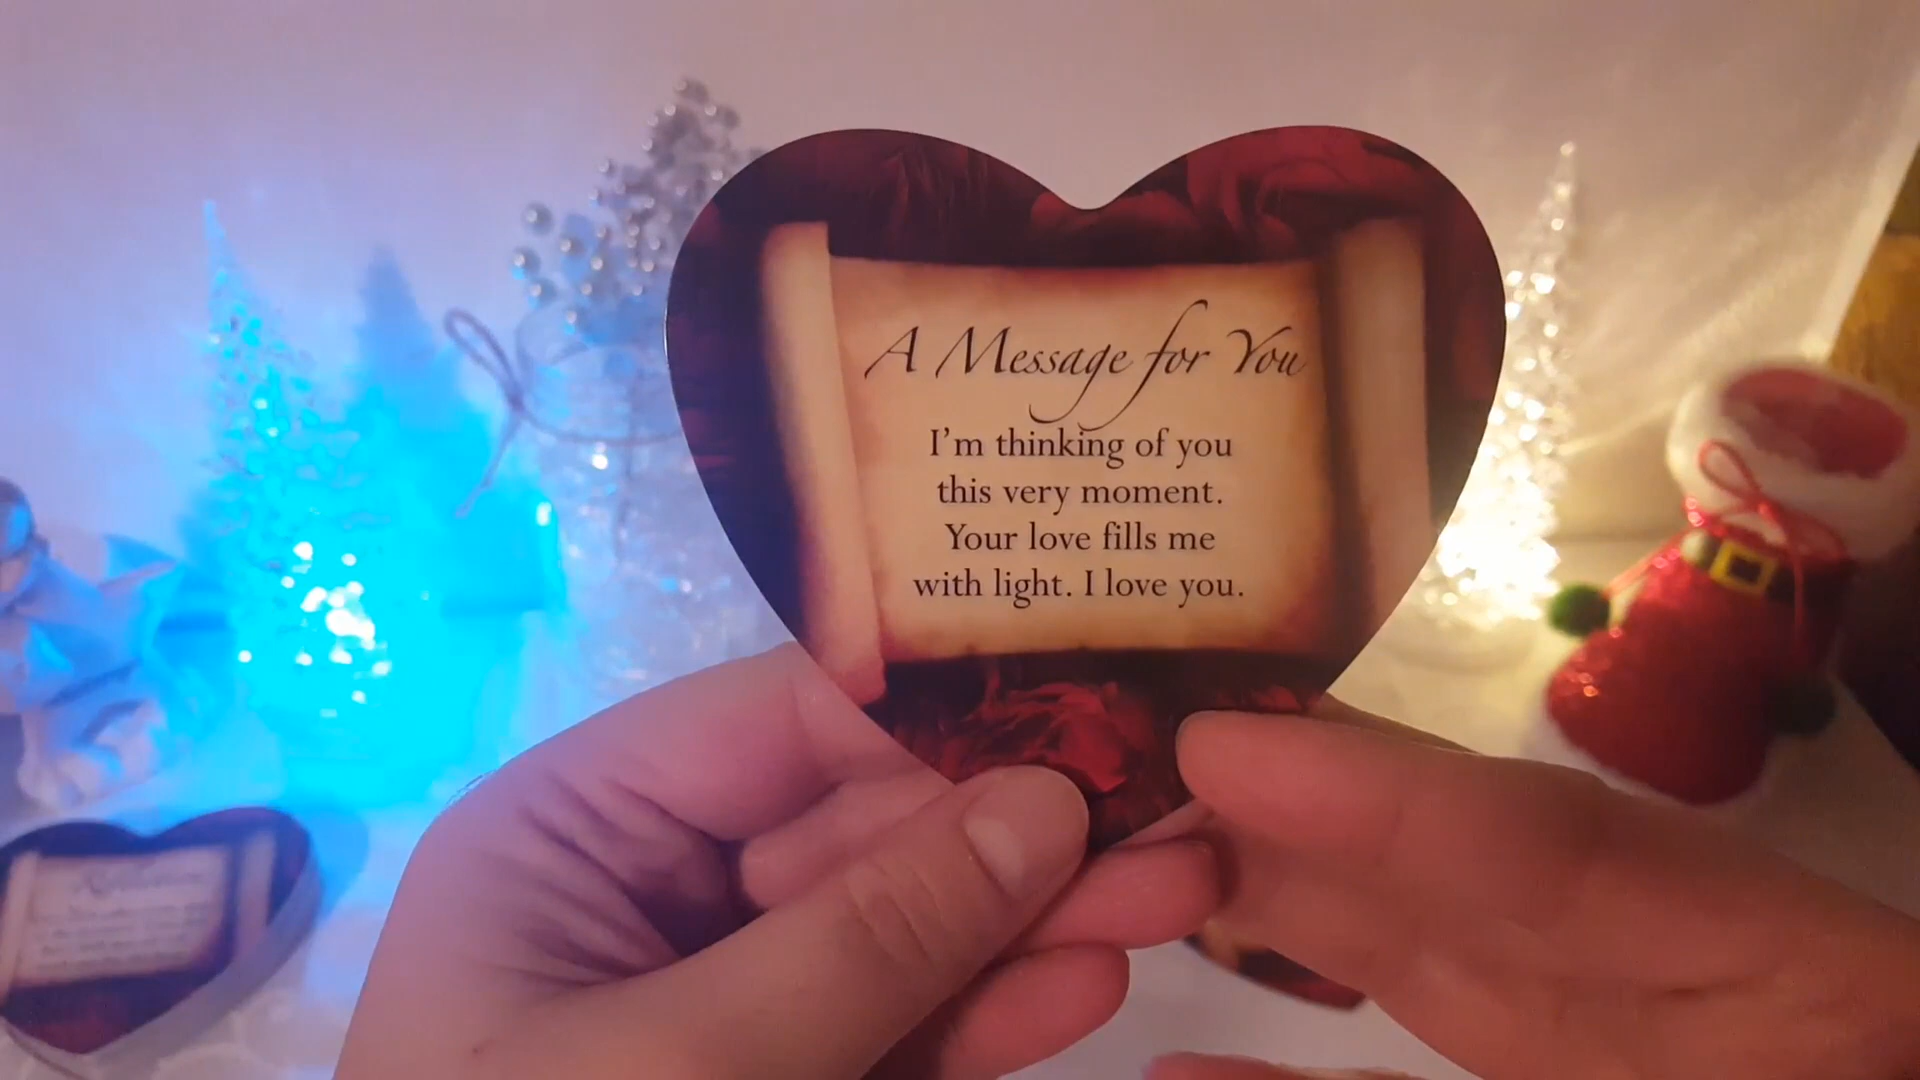 A Message for You
I'm thinking of you
this very moment.
Your love fills me
with light. I love you.